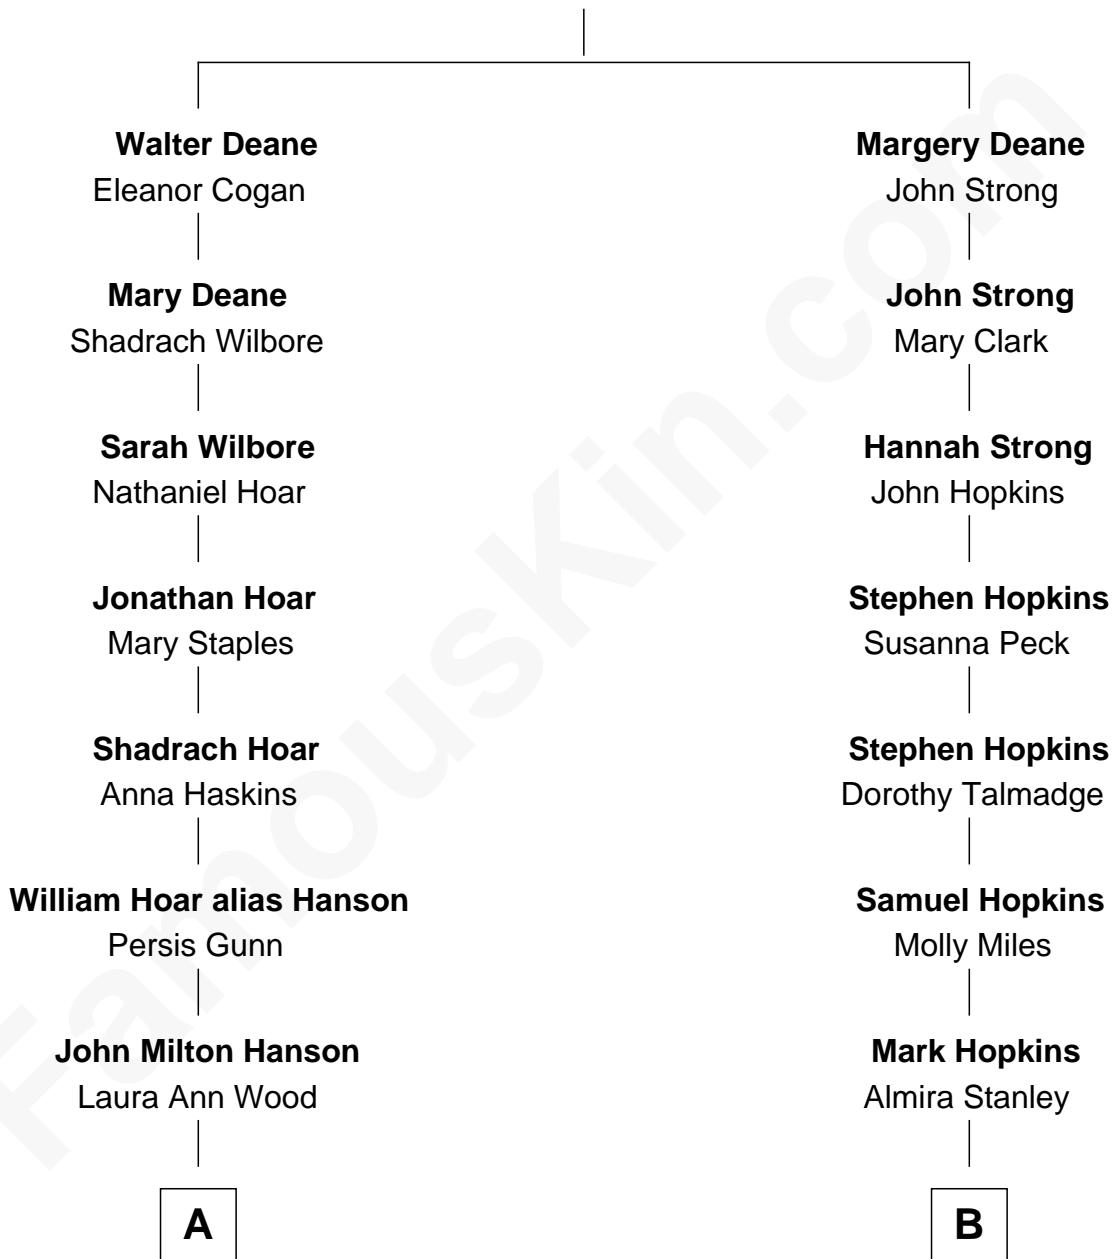 Walter Deane
Eleanor Cogan
Mary Deane
Shadrach Wilbore
Sarah Wilbore
Nathaniel Hoar
Jonathan Hoar
Mary Staples
Shadrach Hoar
Anna Haskins
William Hoar alias Hanson
Persis Gunn
John Milton Hanson
Laura Ann Wood
A
Margery Deane
John Strong
John Strong
Mary Clark
Hannah Strong
John Hopkins
Stephen Hopkins
Susanna Peck
Stephen Hopkins
Dorothy Talmadge
Samuel Hopkins
Molly Miles
Mark Hopkins
Almira Stanley
B
FamousKin.com